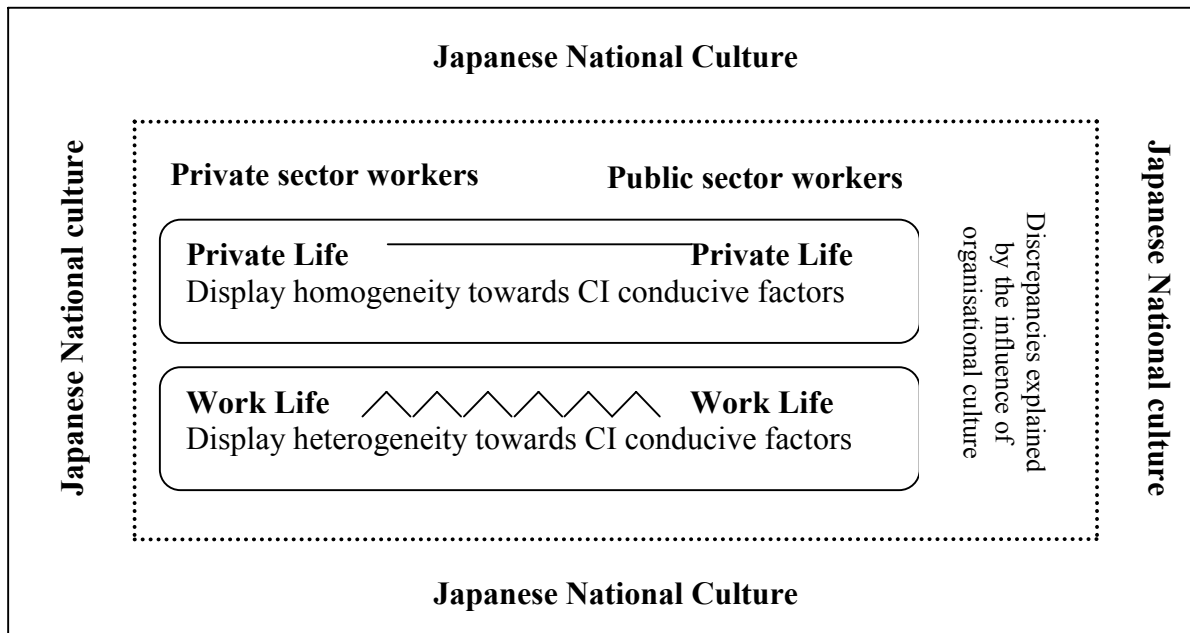 Japanese National Culture
Japanese National culture
Private sector workers
Public sector workers
Private Life
Private Life
Display homogeneity towards CI conducive factors
Work Life
Work Life
Display heterogeneity towards CI conducive factors
Discrepancies explained
by the influence of
organisational culture
Japanese National culture
Japanese National Culture